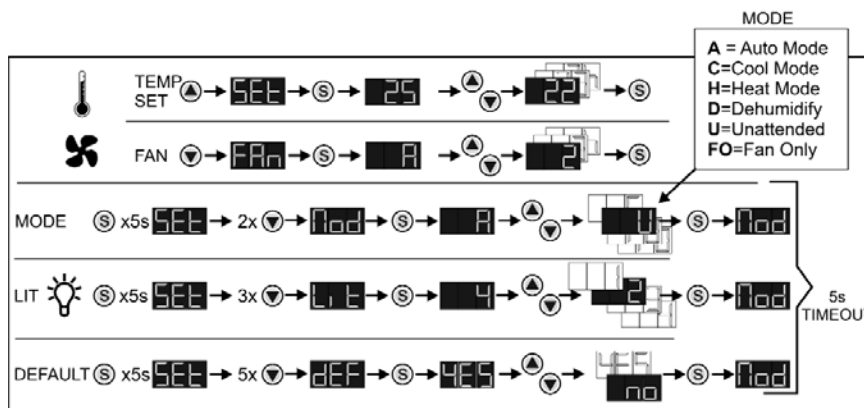 MODE
A = Auto Mode
C=Cool Mode
H=Heat Mode
D=Dehumidify
U=Unattended
FO=Fan Only
TEMP SET S 25 22 S
SEt
FAN FAn S A 2 S
MODE S x5s SEt 2x Mod S A U S Mod
LIT S x5s SEt 3x Lit S 4 2 S Mod
DEFAULT S x5s SEt 5x dEF S YES YES no S Mod
5s
TIMEOUT